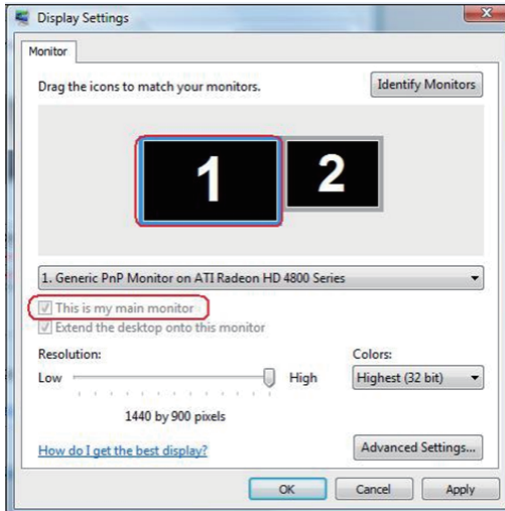 Display Settings
Monitor
Drag the icons to match your monitors.
Identify Monitors
1 2
1. Generic PnP Monitor on ATI Radeon HD 4800 Series
This is my main monitor
Extend the desktop onto this monitor
Resolution: Colors:
Low High Highest (32 bit)
1440 by 900 pixels
How do I get the best display? Advanced Settings...
OK Cancel Apply